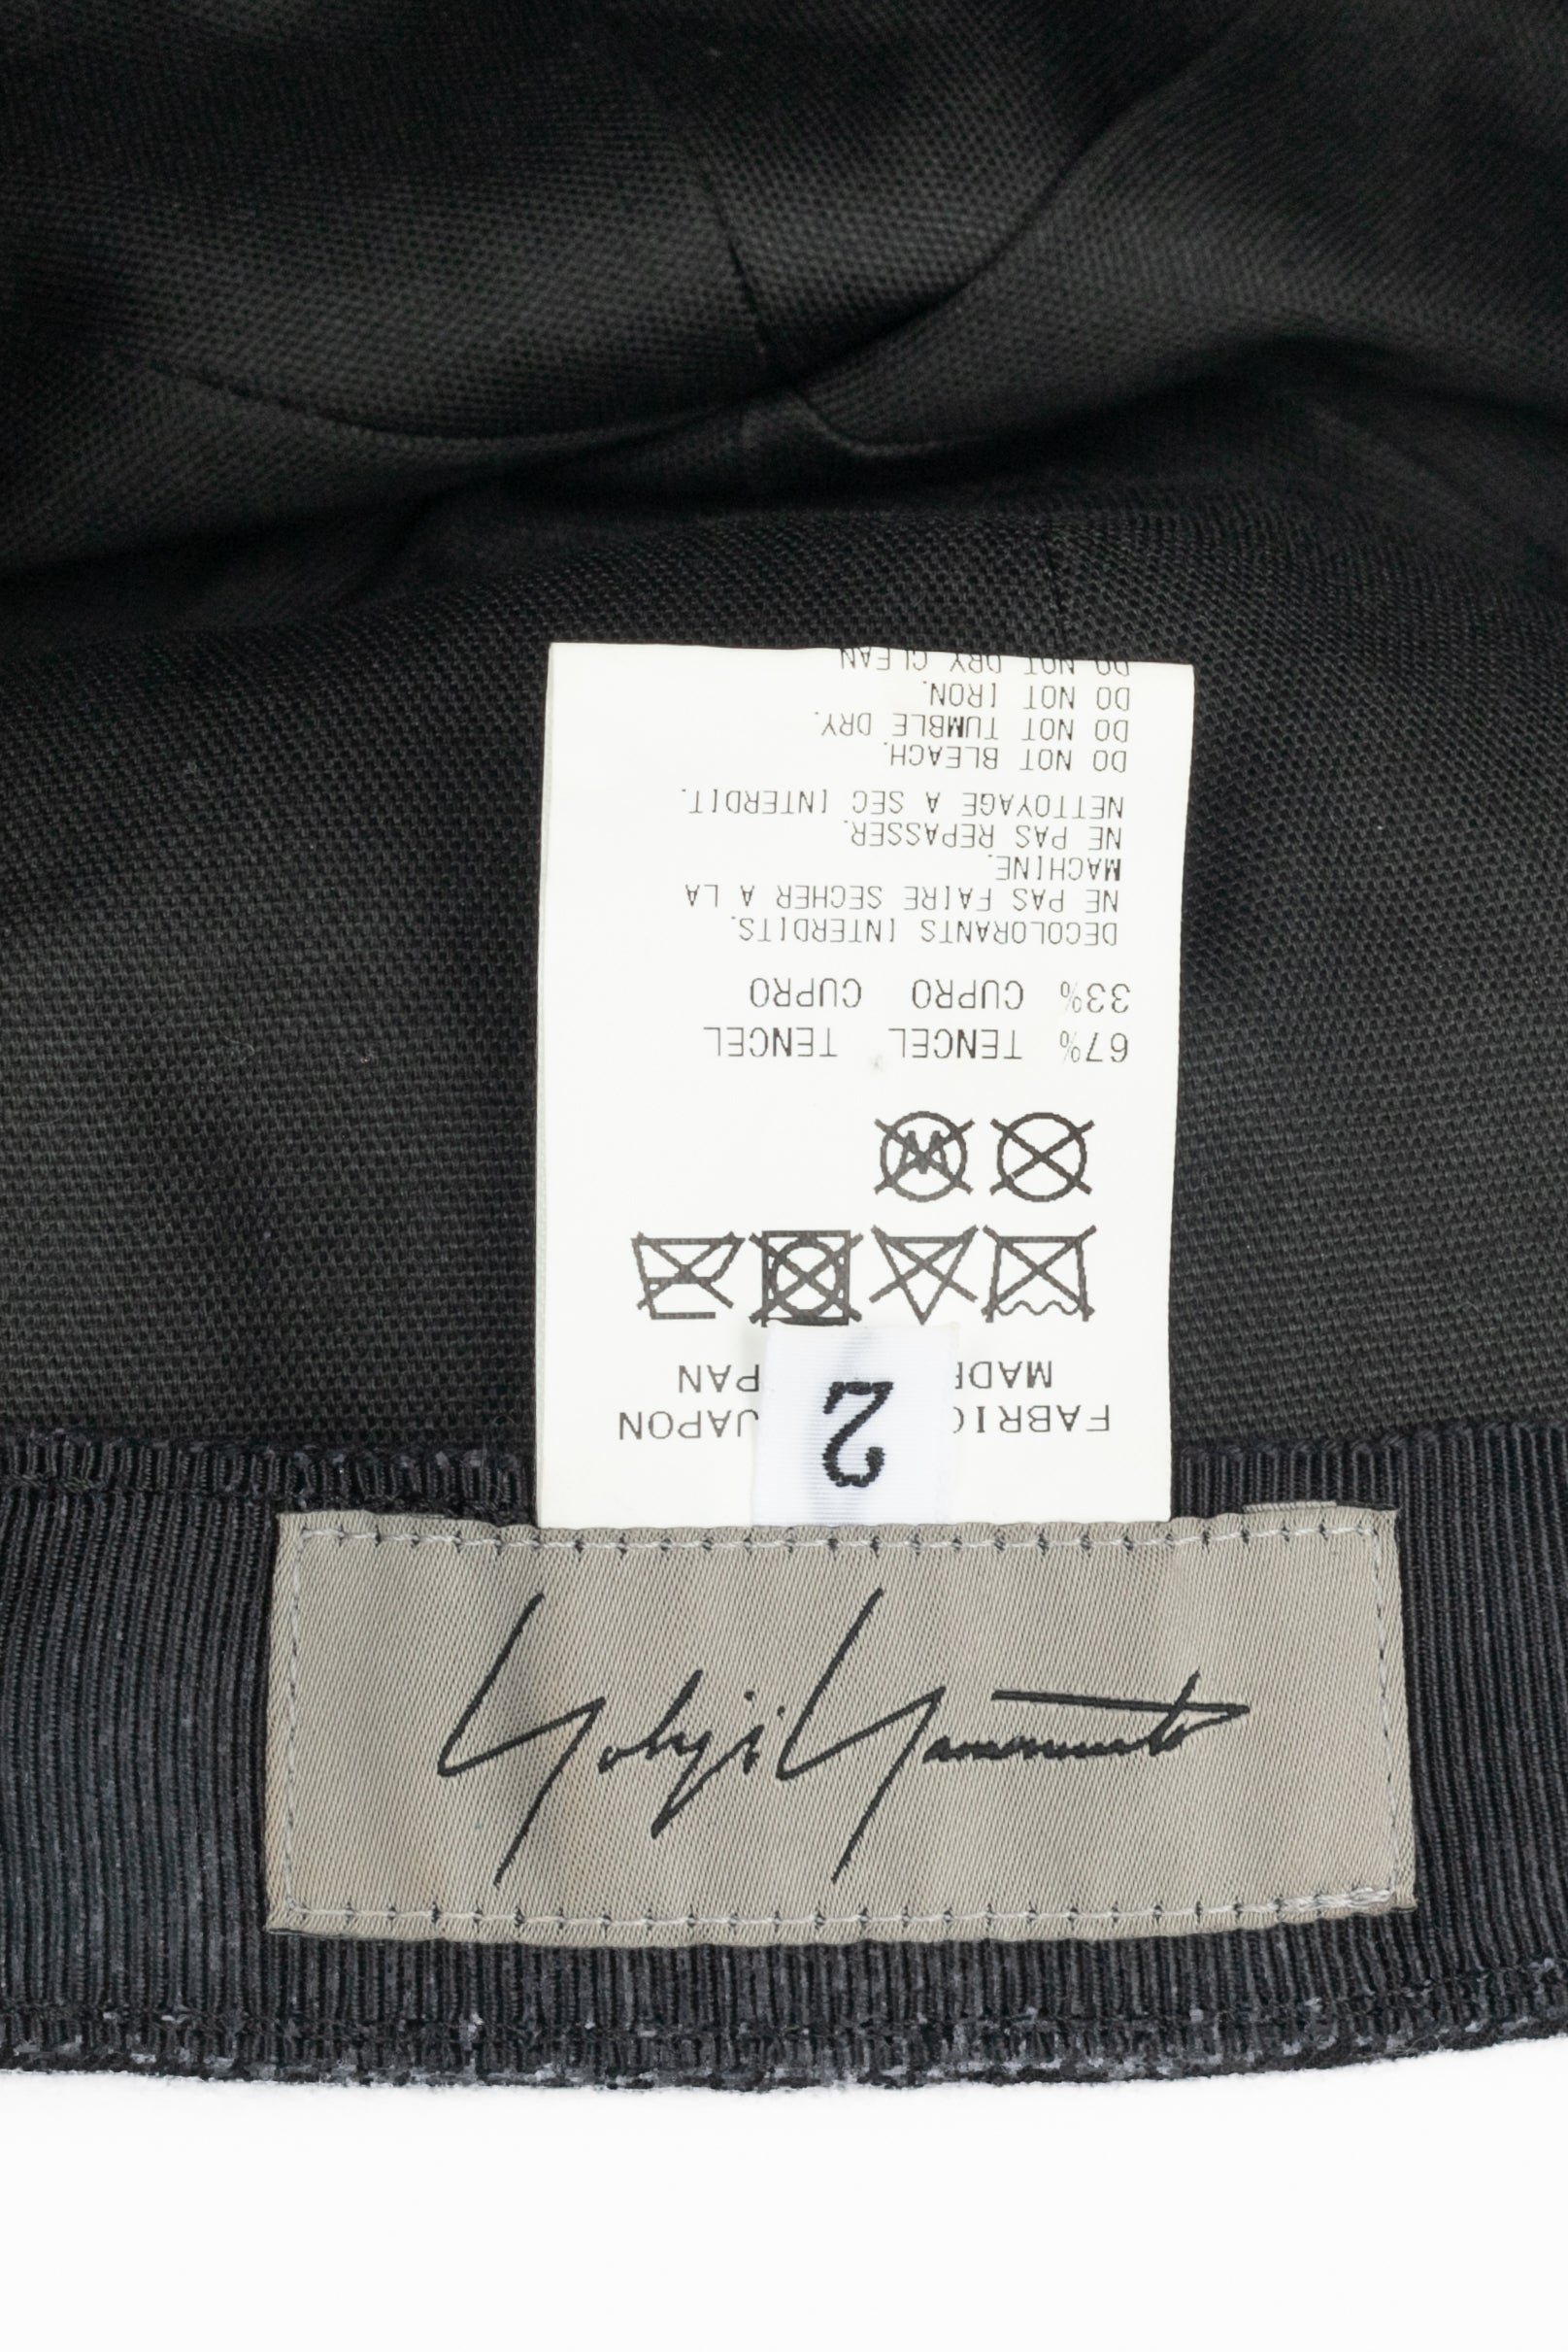 FABRIC JAPON
MADE PAN
67% TENCEL TENCEL
33% CUPRO CUPRO
DECOLORANTS INTERDITS.
NE PAS FAIRE SECHER A LA
MACHINE.
NE PAS REPASSER.
NETTOYAGE A SEC INTERDIT.
DO NOT BLEACH.
DO NOT TUMBLE DRY.
DO NOT IRON.
DO NOT DRY CLEAN
2
Yohji Yamamoto